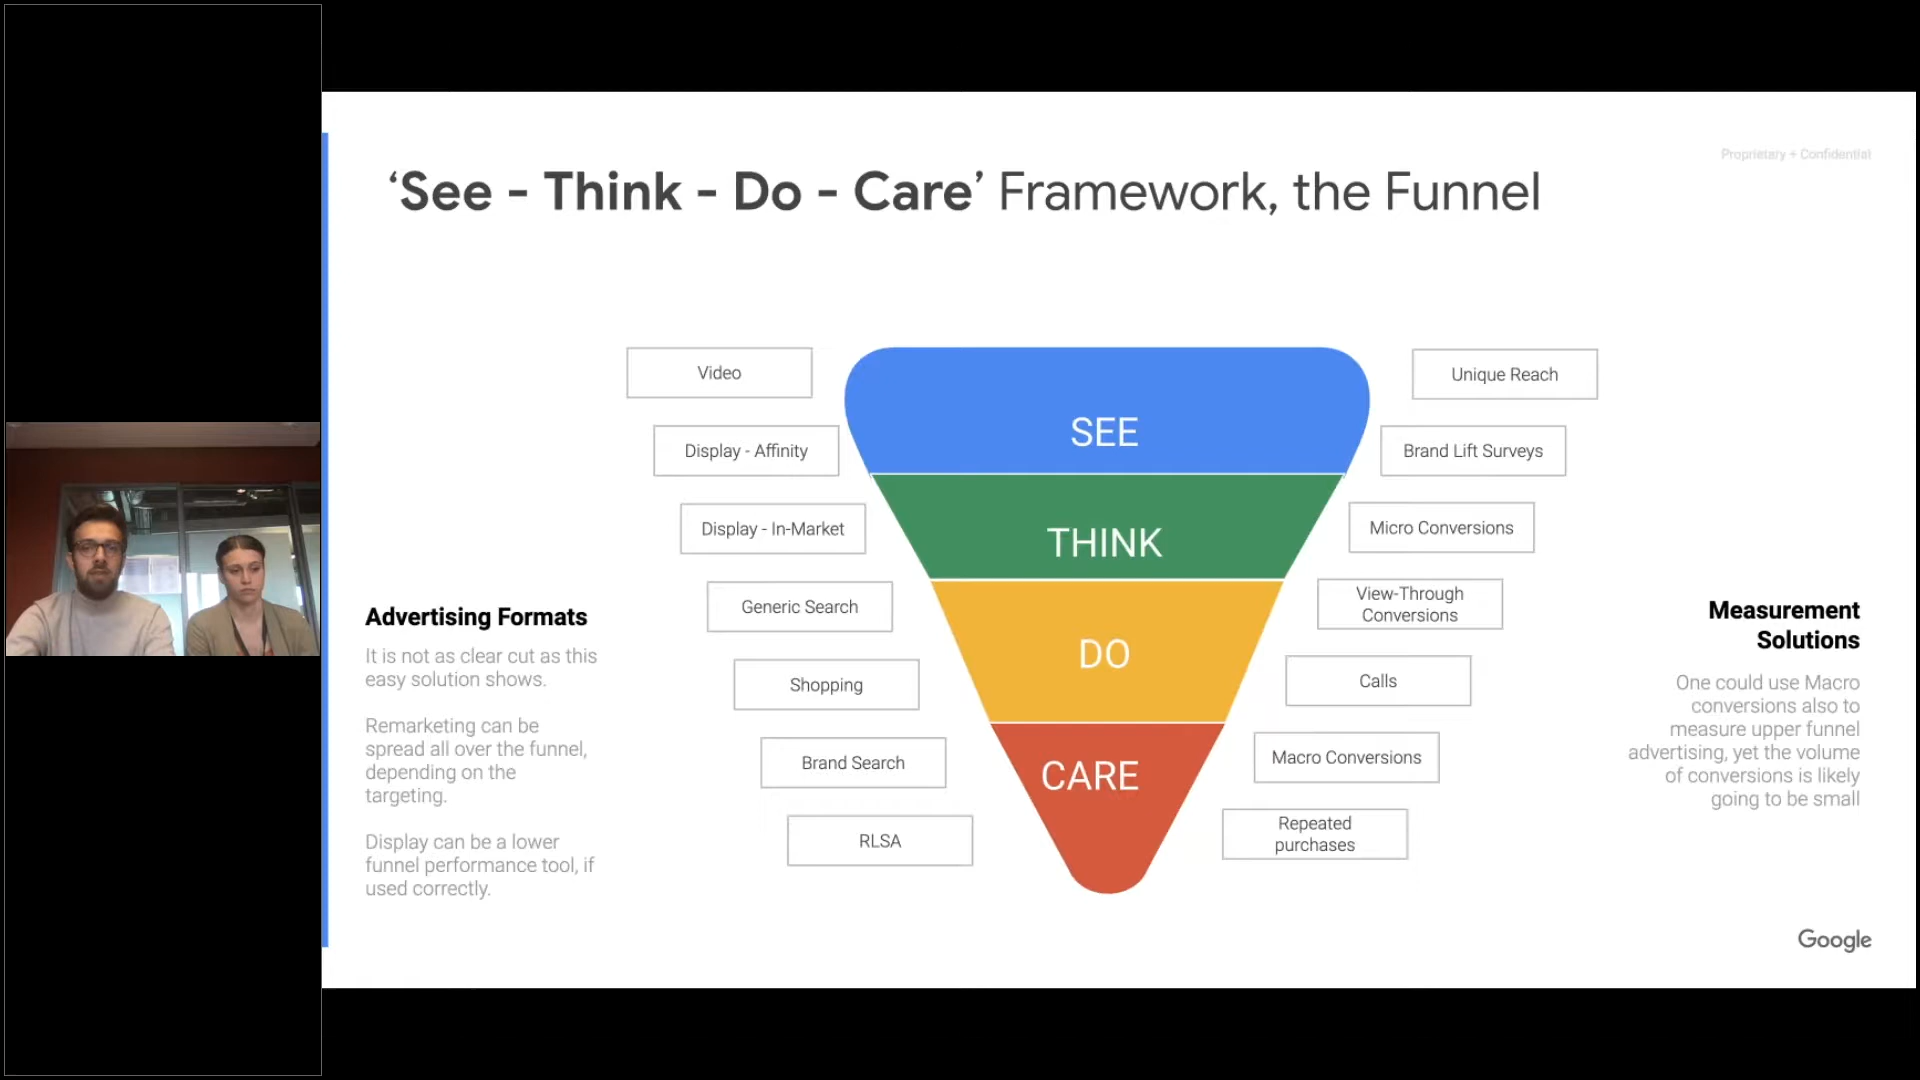 Proprietary + Confidential
‘See - Think - Do - Care’ Framework, the Funnel
Video
Display - Affinity
Display - In-Market
Generic Search
Shopping
Brand Search
RLSA
SEE
THINK
DO
CARE
Unique Reach
Brand Lift Surveys
Micro Conversions
View-Through
Conversions
Calls
Macro Conversions
Repeated
purchases
Advertising Formats
It is not as clear cut as this
easy solution shows.
Remarketing can be
spread all over the funnel,
depending on the
targeting.
Display can be a lower
funnel performance tool, if
used correctly.
Measurement
Solutions
One could use Macro
conversions also to
measure upper funnel
advertising, yet the volume
of conversions is likely
going to be small
Google